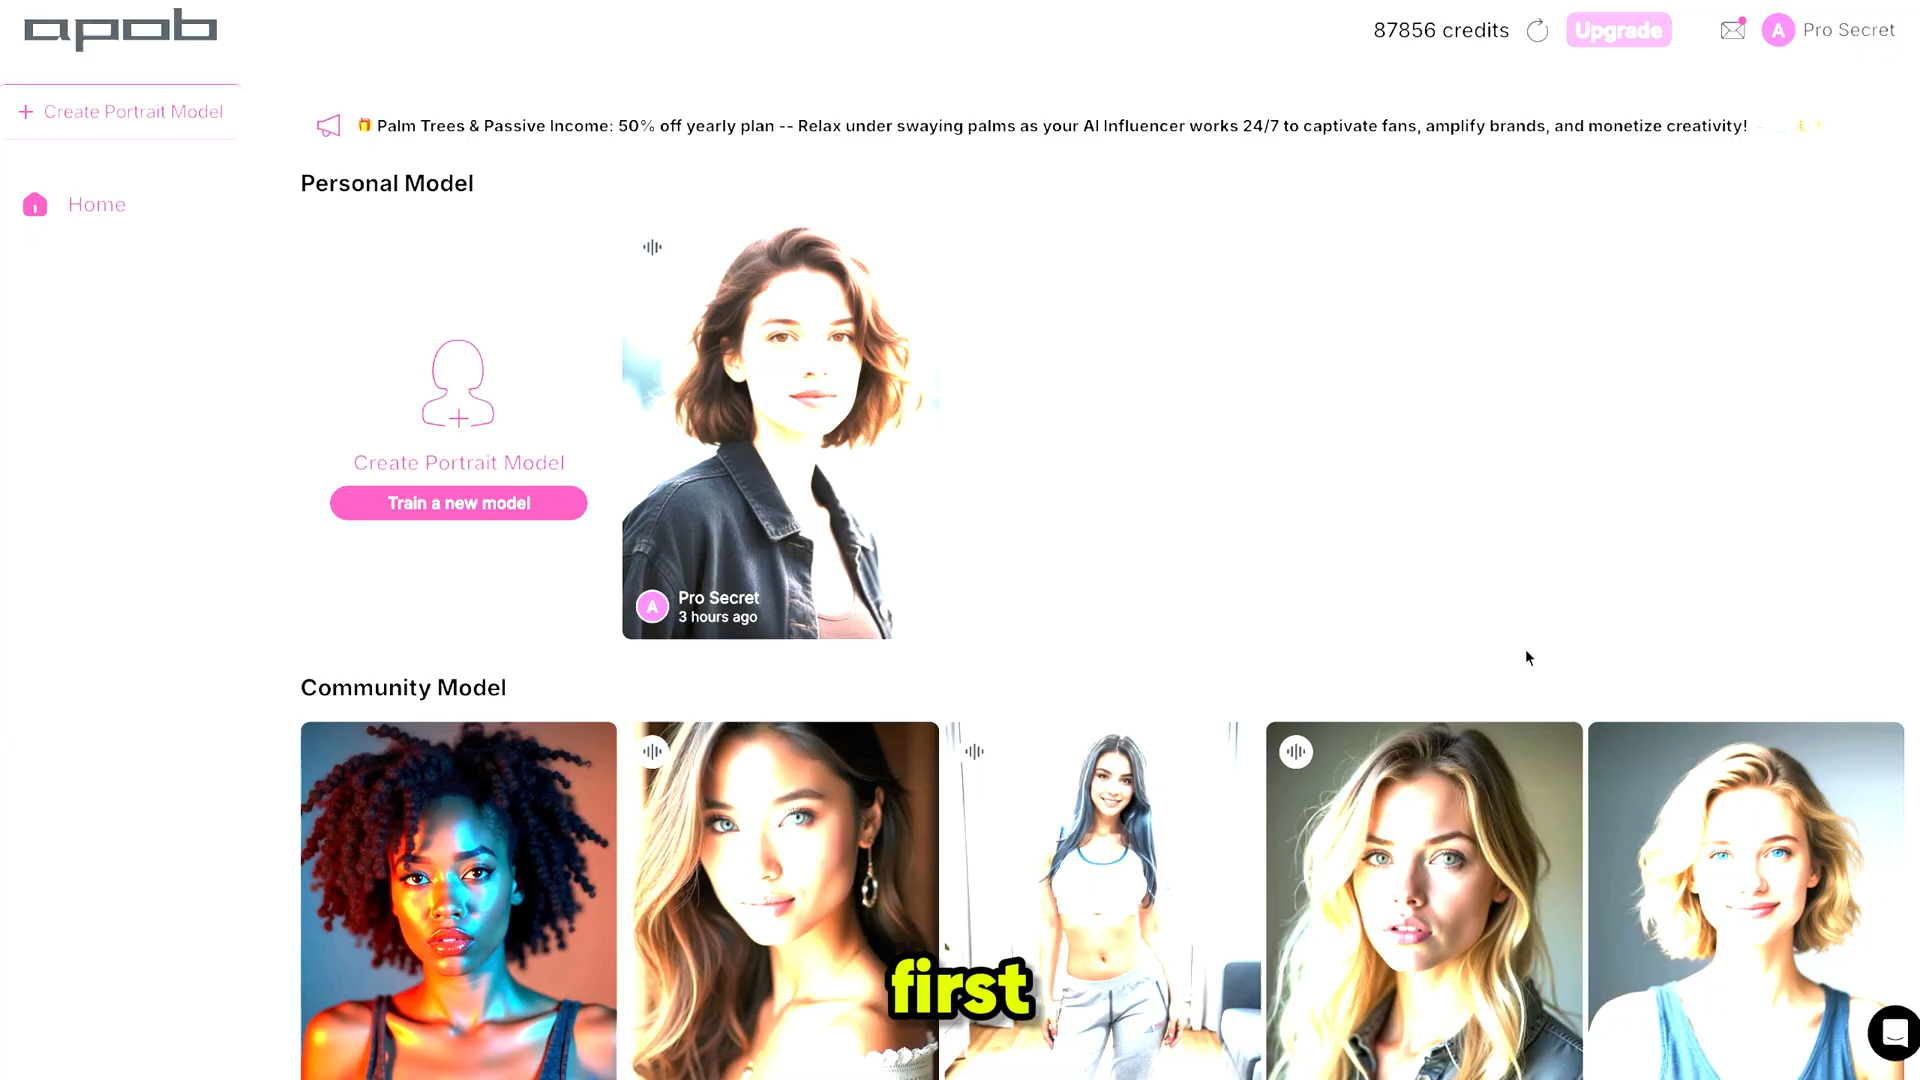 apob
87856 credits
Upgrade
A
Pro Secret
+ Create Portrait Model
Palm Trees & Passive Income: 50% off yearly plan -- Relax under swaying palms as your AI Influencer works 24/7 to captivate fans, amplify brands, and monetize creativity!
Home
Personal Model
Create Portrait Model
Train a new model
A
Pro Secret
3 hours ago
Community Model
first